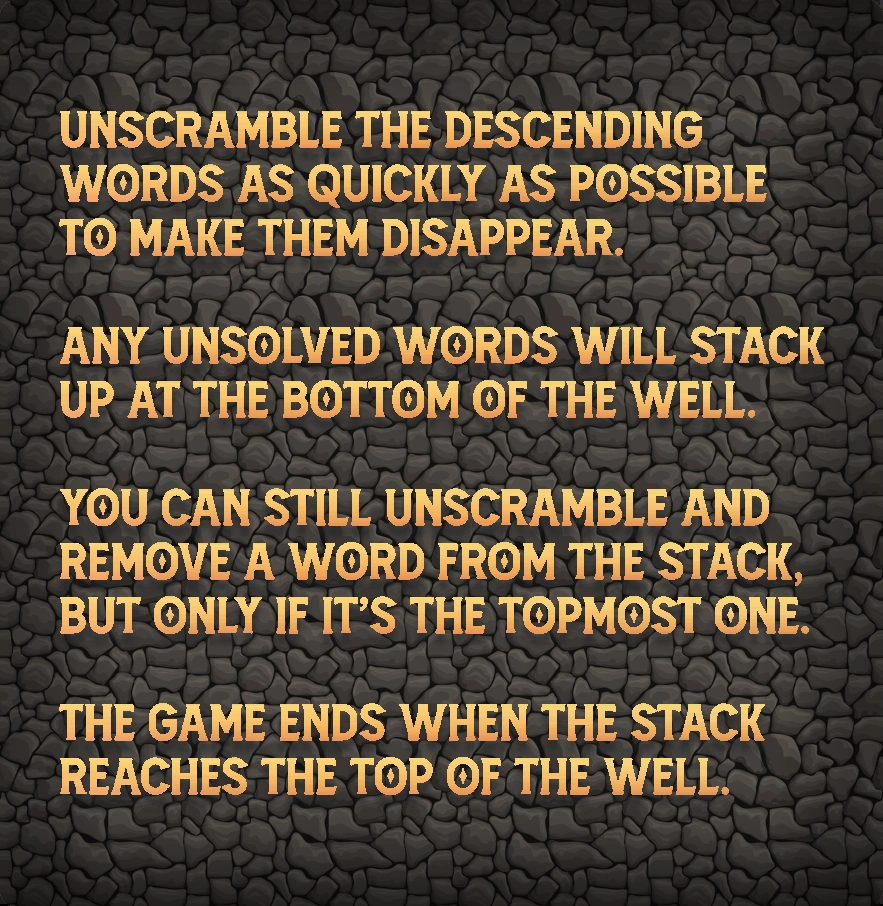 UNSCRAMBLE THE DESCENDING
WORDS AS QUICKLY AS POSSIBLE
TO MAKE THEM DISAPPEAR.
ANY UNSOLVED WORDS WILL STACK
UP AT THE BOTTOM OF THE WELL.
YOU CAN STILL UNSCRAMBLE AND
REMOVE A WORD FROM THE STACK,
BUT ONLY IF IT'S THE TOPMOST ONE.
THE GAME ENDS WHEN THE STACK
REACHES THE TOP OF THE WELL.